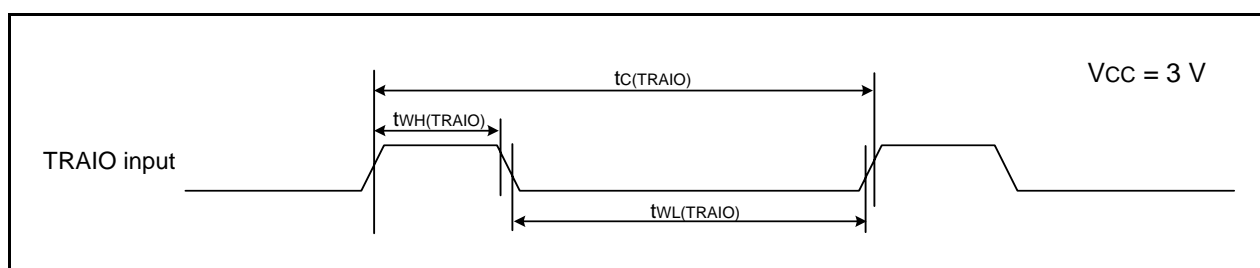 tC(TRAIO)
VCC = 3 V
tWH(TRAIO)
TRAIO input
tWL(TRAIO)